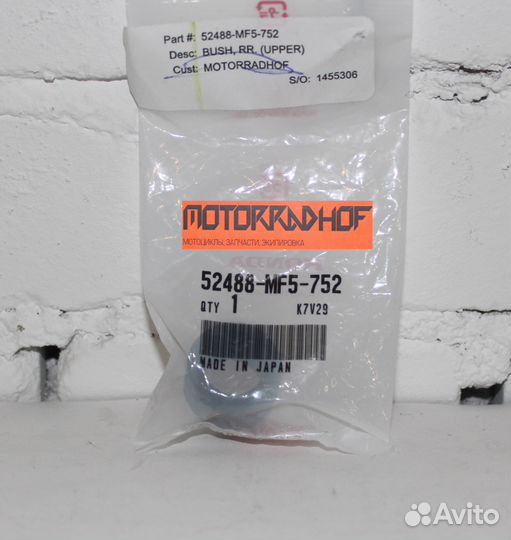 Part #: 52488-MF5-752
Desc: BUSH, RR. (UPPER)
Cust: MOTORRADHOF
S/O: 1455306
MOTORRADHOF
МОТОЦИКЛЫ, ЗАПЧАСТИ, ЭКИПИРОВКА
HONDA
52488-MF5-752
QTY 1 K7V29
MADE IN JAPAN
Avito